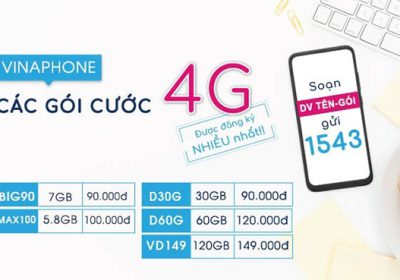 VINAPHONE
CÁC GÓI CƯỚC 4G
Được đăng ký
NHIỀU nhất!!
Soạn
DV TÊN-GÓI
gửi
1543
BIG90 7GB 90.000đ
MAX100 5.8GB 100.000đ
D30G 30GB 90.000đ
D60G 60GB 120.000đ
VD149 120GB 149.000đ